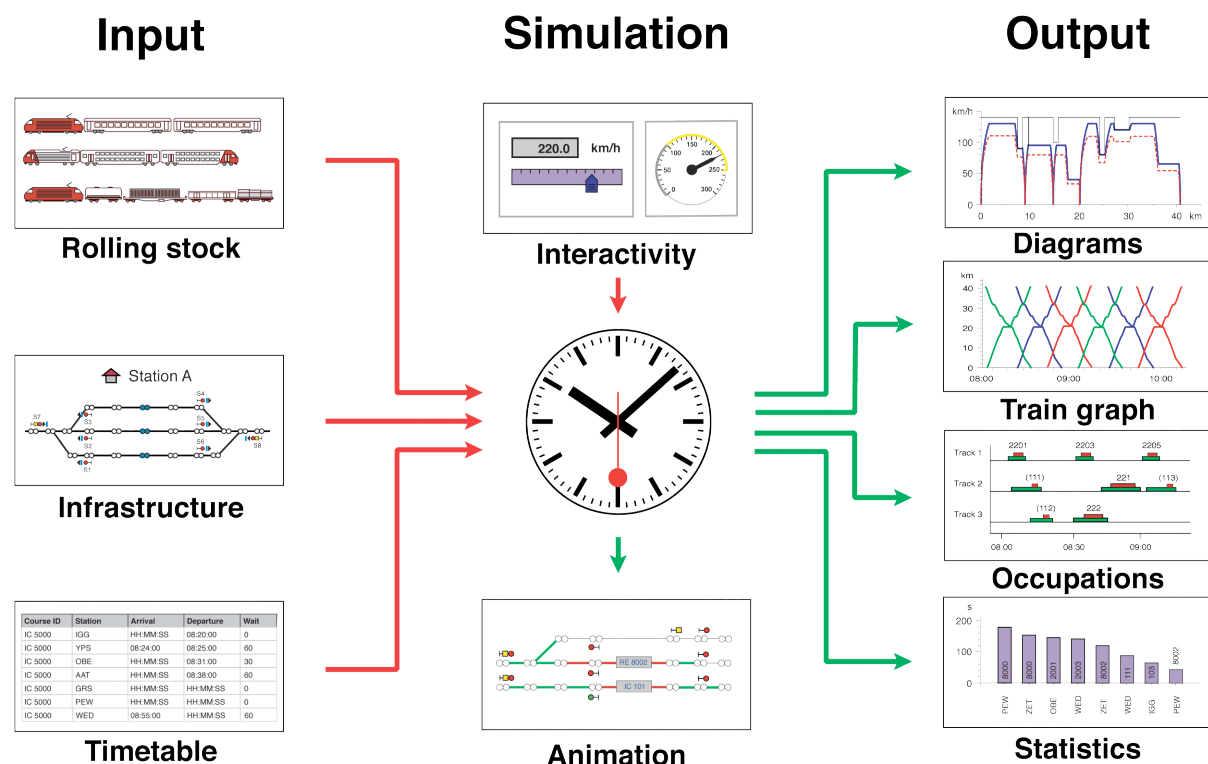 Input
Simulation
Output
Rolling stock
Station A
S7
S3
S2
S1
S4
S5
S6
S8
Infrastructure
Course ID Station Arrival Departure Wait
IC 5000 IGG HH:MM:SS 08:20:00 0
IC 5000 YPS 08:24:00 08:25:00 60
IC 5000 OBE HH:MM:SS 08:31:00 30
IC 5000 AAT HH:MM:SS 08:38:00 60
IC 5000 GRS HH:MM:SS HH:MM:SS 0
IC 5000 PEW HH:MM:SS HH:MM:SS 0
IC 5000 WED 08:55:00 HH:MM:SS 60
Timetable
220.0 km/h
0 50 100 150 200 250 300
Interactivity
RE 8002
IC 101
Animation
km/h
100
50
0
0 10 20 30 40 km
Diagrams
km
40
30
20
10
0
08:00 09:00 10:00
Train graph
2201 2203 2205
Track 1
(111) 221 (113)
Track 2
(112) 222
Track 3
08:00 08:30 09:00
Occupations
s
200
100
0
8000 8000 2001 2003 8002 111 103 8002
PEW ZET OBE WED ZET WED IGG PEW
Statistics